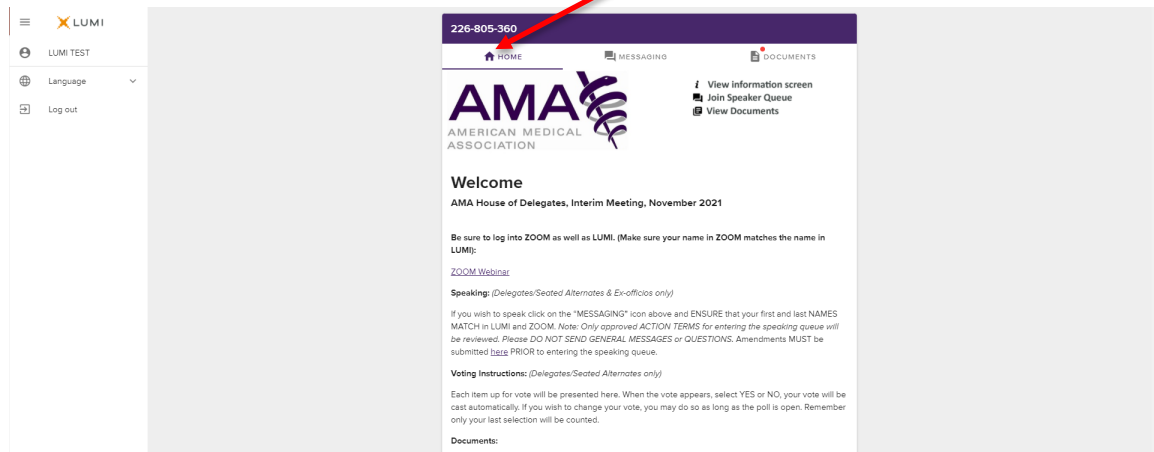 LUMI
LUMI TEST
Language
Log out
226-805-360
HOME
MESSAGING
DOCUMENTS
AMA
AMERICAN MEDICAL
ASSOCIATION
i View information screen
Join Speaker Queue
View Documents
Welcome
AMA House of Delegates, Interim Meeting, November 2021
Be sure to log into ZOOM as well as LUMI. (Make sure your name in ZOOM matches the name in
LUMI):
ZOOM Webinar
Speaking: (Delegates/Seated Alternates & Ex-officios only)
If you wish to speak click on the "MESSAGING" icon above and ENSURE that your first and last NAMES
MATCH in LUMI and ZOOM. Note: Only approved ACTION TERMS for entering the speaking queue will
be reviewed. Please DO NOT SEND GENERAL MESSAGES or QUESTIONS. Amendments MUST be
submitted here PRIOR to entering the speaking queue.
Voting Instructions: (Delegates/Seated Alternates only)
Each item up for vote will be presented here. When the vote appears, select YES or NO, your vote will be
cast automatically. If you wish to change your vote, you may do so as long as the poll is open. Remember
only your last selection will be counted.
Documents: